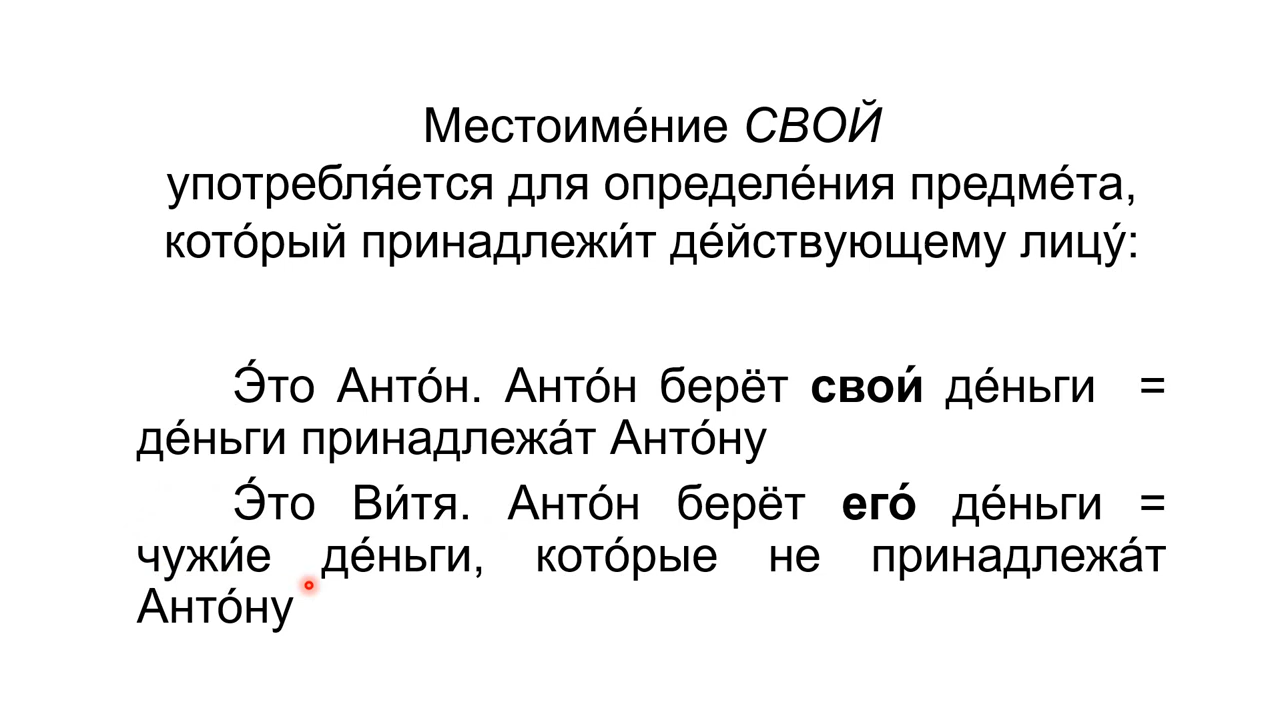 Местоиме́ние СВОЙ
употребля́ется для определе́ния предме́та,
кото́рый принадлежи́т де́йствующему лицу́:
Э́то Анто́н. Анто́н берёт свои́ де́ньги =
де́ньги принадлежа́т Анто́ну
Э́то Ви́тя. Анто́н берёт его́ де́ньги =
чужи́е де́ньги, кото́рые не принадлежа́т
Анто́ну